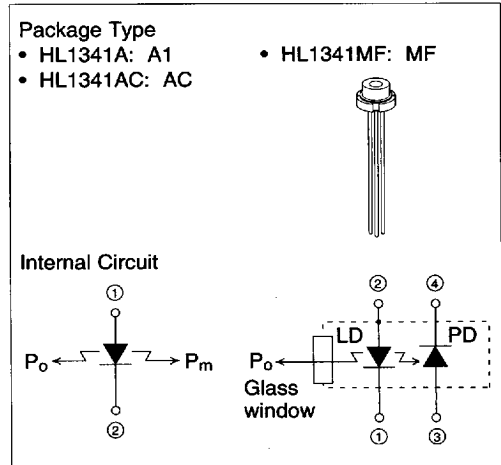 Package Type
• HL1341A: A1
• HL1341AC: AC
• HL1341MF: MF
Internal Circuit
①
Po
Pm
②
② ④
LD PD
Po
Glass
window
① ③